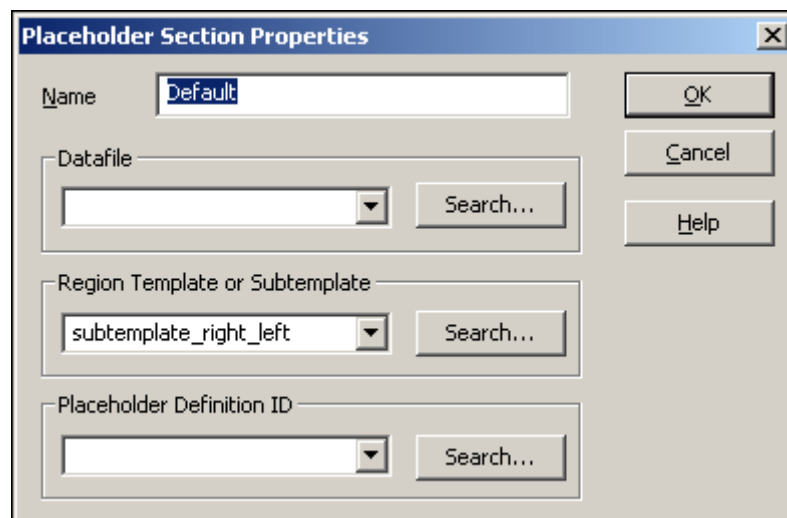 Placeholder Section Properties
Name Default OK
Cancel
Datafile
Search...
Help
Region Template or Subtemplate
subtemplate_right_left Search...
Placeholder Definition ID
Search...